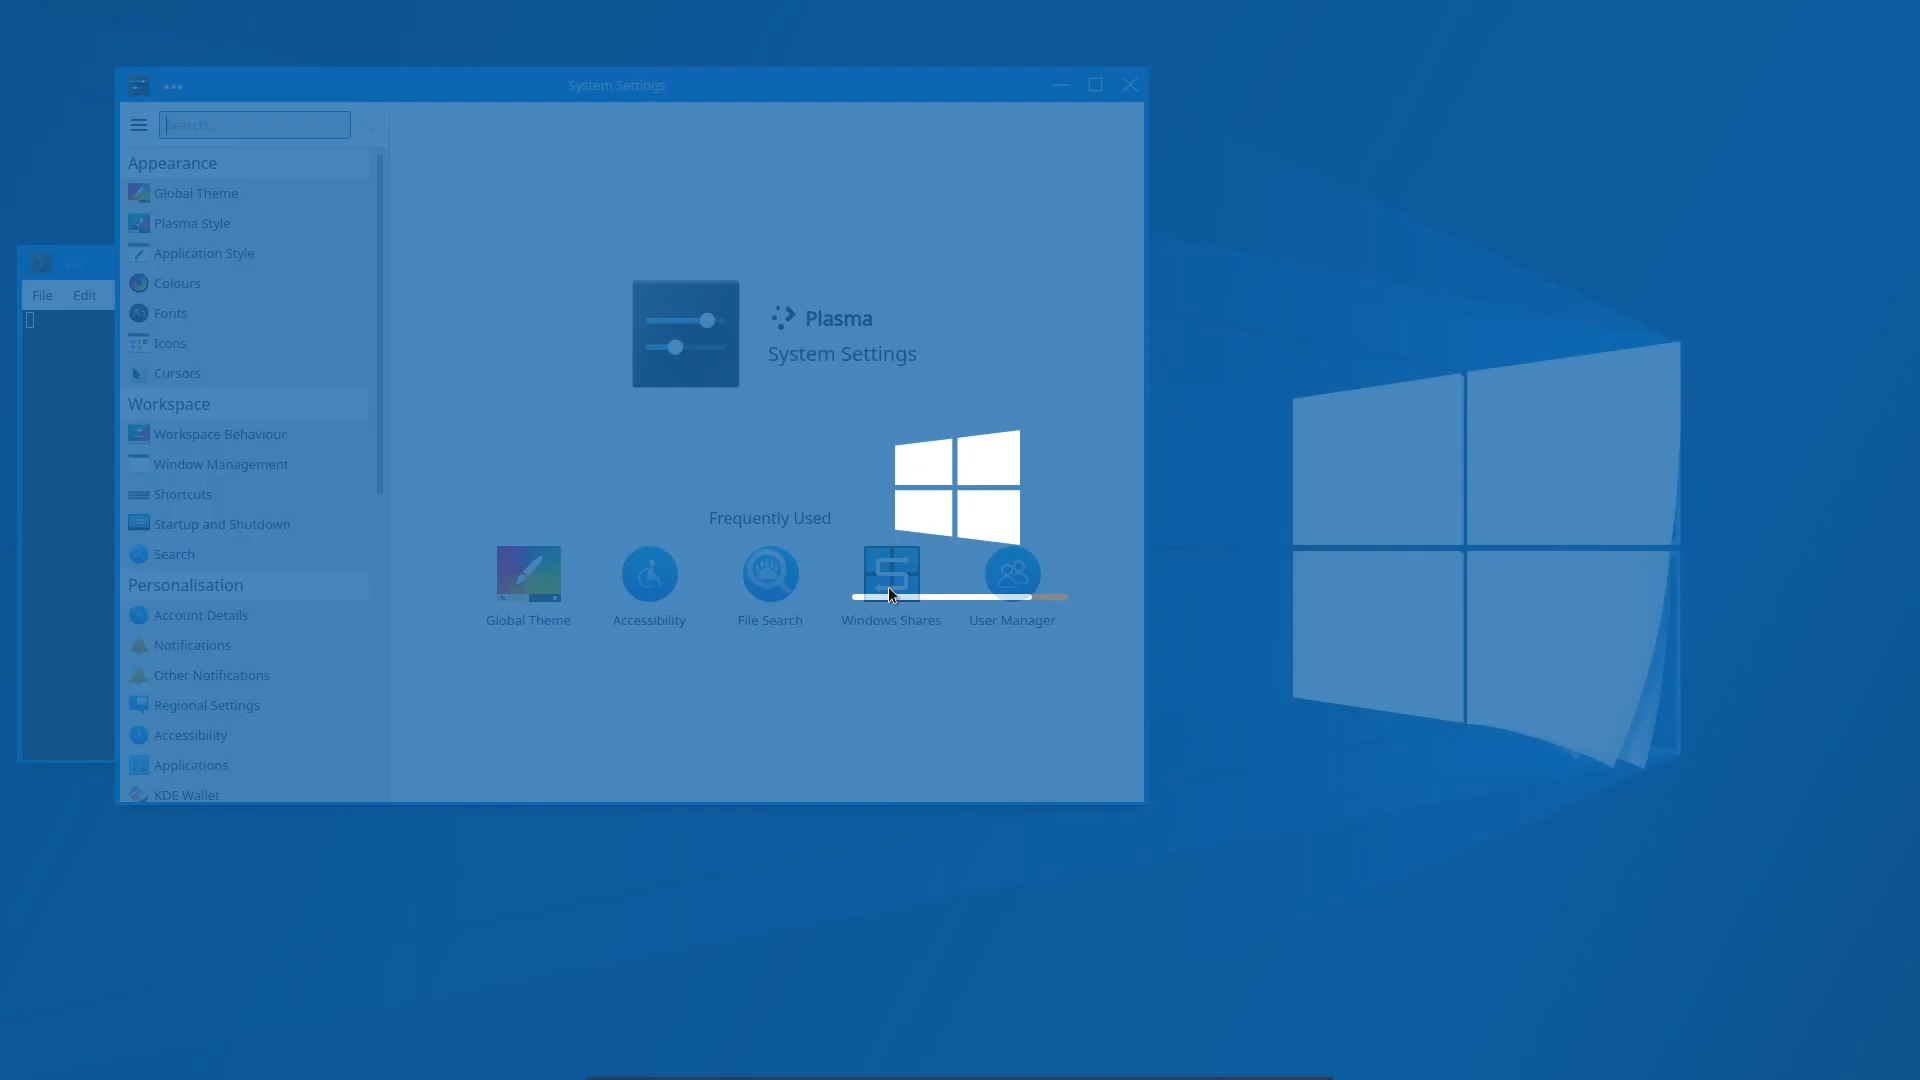 System Settings
Search...
Appearance
Global Theme
Plasma Style
Application Style
Colours
Fonts
Icons
Cursors
Workspace
Workspace Behaviour
Window Management
Shortcuts
Startup and Shutdown
Search
Personalisation
Account Details
Notifications
Other Notifications
Regional Settings
Accessibility
Applications
KDE Wallet
File Edit
Plasma
System Settings
Frequently Used
Global Theme Accessibility File Search Windows Shares User Manager